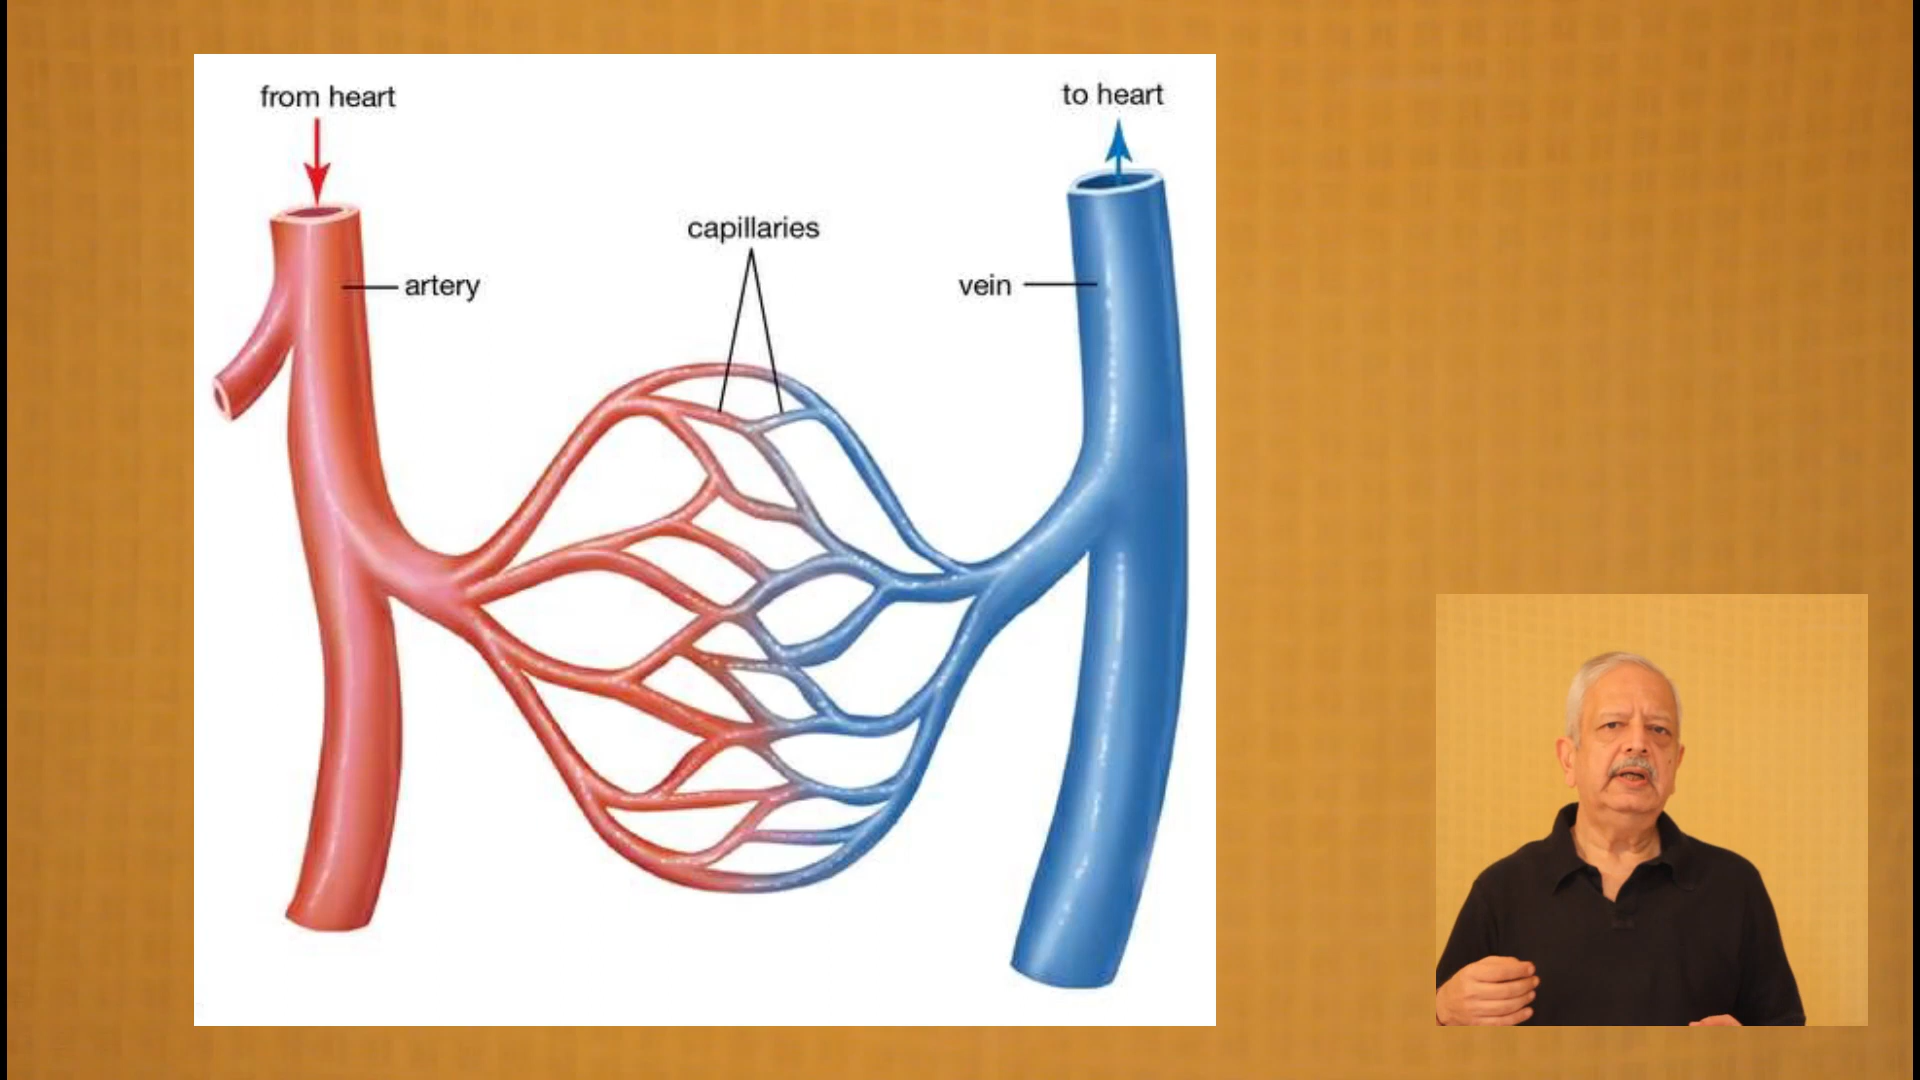 from heart
to heart
capillaries
artery
vein